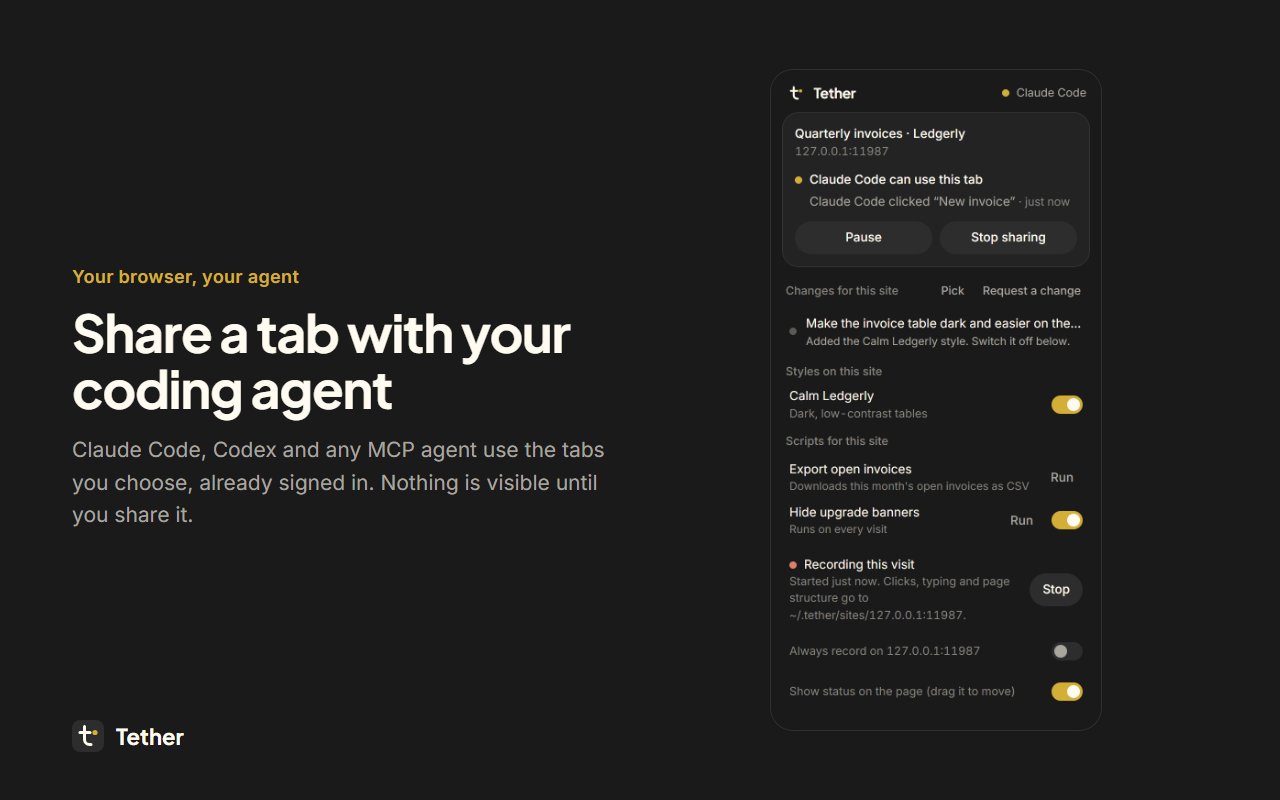 Your browser, your agent
Share a tab with your
coding agent
Claude Code, Codex and any MCP agent use the tabs
you choose, already signed in. Nothing is visible until
you share it.
Tether
Tether
Claude Code
Quarterly invoices · Ledgerly
127.0.0.1:11987
Claude Code can use this tab
Claude Code clicked “New invoice” · just now
Pause
Stop sharing
Changes for this site
Pick
Request a change
Make the invoice table dark and easier on the...
Added the Calm Ledgerly style. Switch it off below.
Styles on this site
Calm Ledgerly
Dark, low-contrast tables
Scripts for this site
Export open invoices
Downloads this month's open invoices as CSV
Run
Hide upgrade banners
Runs on every visit
Run
Recording this visit
Started just now. Clicks, typing and page
structure go to
~/.tether/sites/127.0.0.1:11987.
Stop
Always record on 127.0.0.1:11987
Show status on the page (drag it to move)